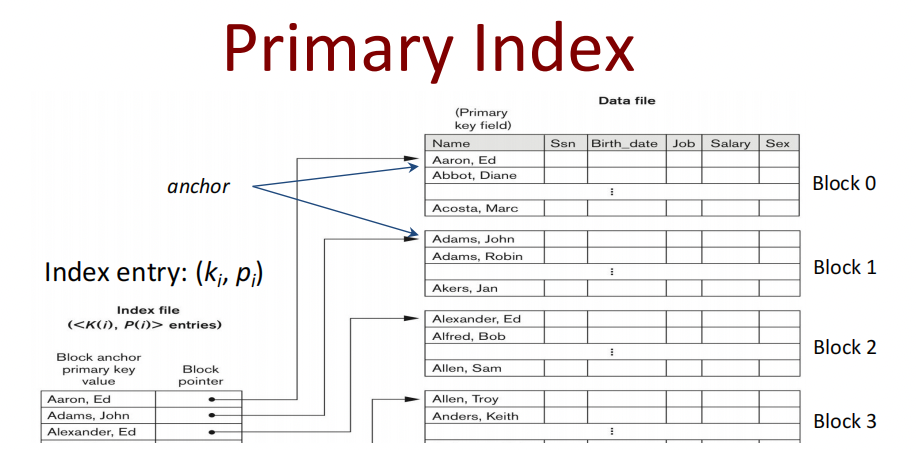 Primary Index
Data file
(Primary
key field)
Name Ssn Birth_date Job Salary Sex
Aaron, Ed
Abbot, Diane
⋮
Acosta, Marc
Block 0
anchor
Adams, John
Adams, Robin
⋮
Akers, Jan
Block 1
Index entry: (ki, pi)
Index file
(<K(i), P(i)> entries)
Alexander, Ed
Alfred, Bob
⋮
Allen, Sam
Block 2
Block anchor
primary key
value
Block
pointer
Aaron, Ed
Adams, John
Alexander, Ed
Allen, Troy
Anders, Keith
⋮
Block 3